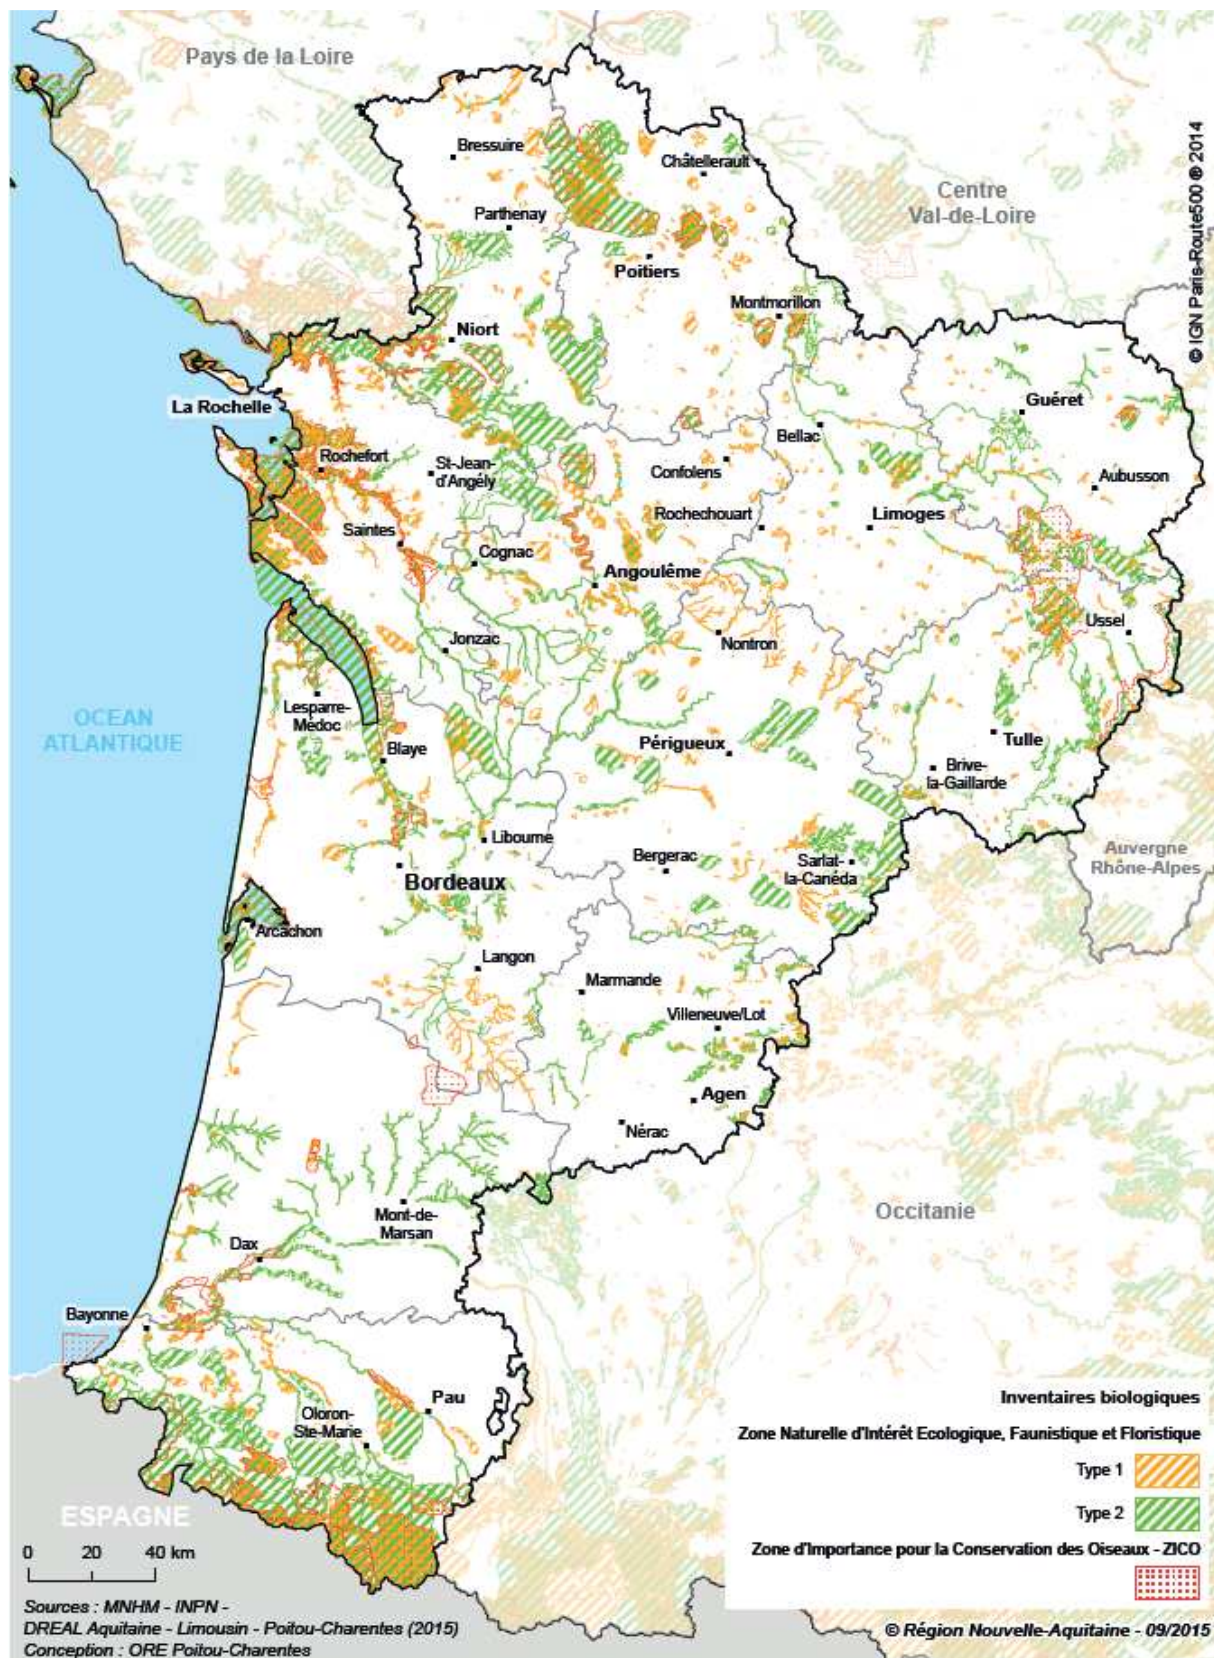 Pays de la Loire
Bressuire
Châtellerault
Centre
Val-de-Loire
© IGN Paris-Route500 ® 2014
Parthenay
Poitiers
Montmorillon
Niort
La Rochelle
Guéret
Bellac
Rochefort
St-Jean-
d'Angély
Confolens
Aubusson
Saintes
Rochechouart
Limoges
Cognac
Angoulême
Ussel
Jonzac
Nontron
OCEAN
ATLANTIQUE
Lesparre-
Médoc
Blaye
Périgueux
Tulle
Brive-
la-Gaillarde
Libourne
Bergerac
Sarlat-
la-Canéda
Auvergne
Rhône-Alpes
Bordeaux
Arcachon
Langon
Marmande
Villeneuve/Lot
Agen
Nérac
Mont-de-
Marsan
Occitanie
Dax
Bayonne
Pau
Oloron-
Ste-Marie
ESPAGNE
0 20 40 km
Inventaires biologiques
Zone Naturelle d'Intérêt Ecologique, Faunistique et Floristique
Type 1
Type 2
Zone d'Importance pour la Conservation des Oiseaux - ZICO
Sources : MNHM - INPN -
DREAL Aquitaine - Limousin - Poitou-Charentes (2015)
Conception : ORE Poitou-Charentes
© Région Nouvelle-Aquitaine - 09/2015